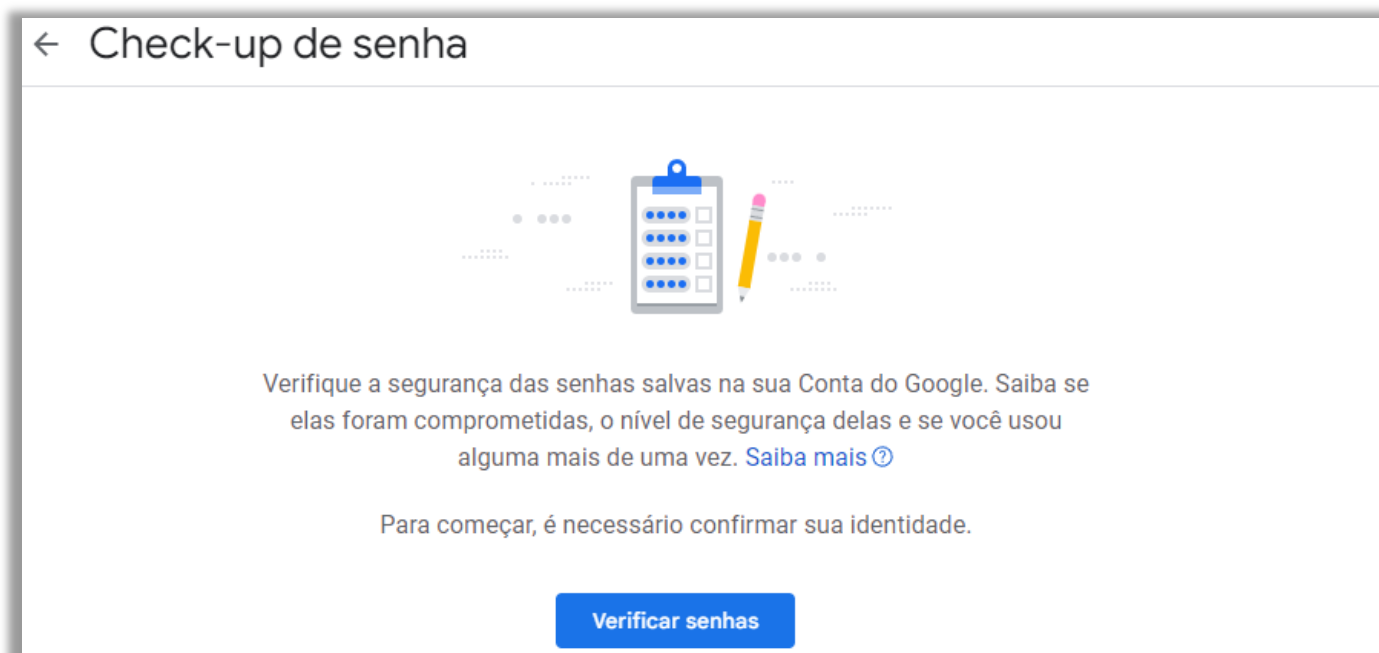 Check-up de senha
Verifique a segurança das senhas salvas na sua Conta do Google. Saiba se
elas foram comprometidas, o nível de segurança delas e se você usou
alguma mais de uma vez. Saiba mais
Para começar, é necessário confirmar sua identidade.
Verificar senhas